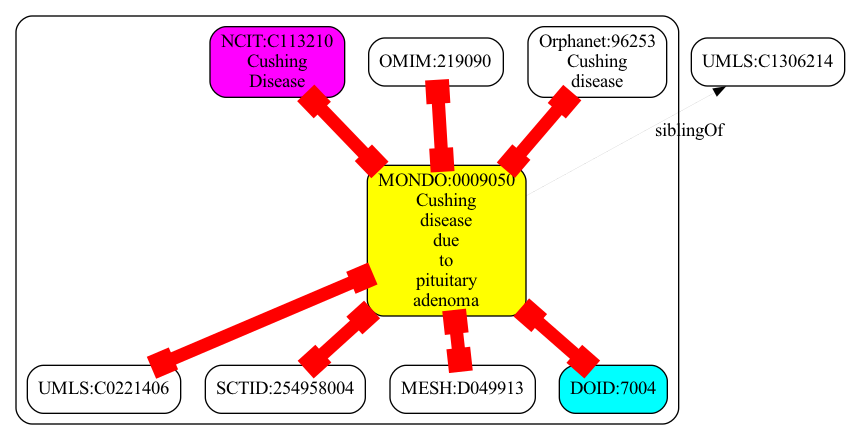 NCIT:C113210
Cushing
Disease
OMIM:219090
Orphanet:96253
Cushing
disease
UMLS:C1306214
siblingOf
MONDO:0009050
Cushing
disease
due
to
pituitary
adenoma
UMLS:C0221406
SCTID:254958004
MESH:D049913
DOID:7004